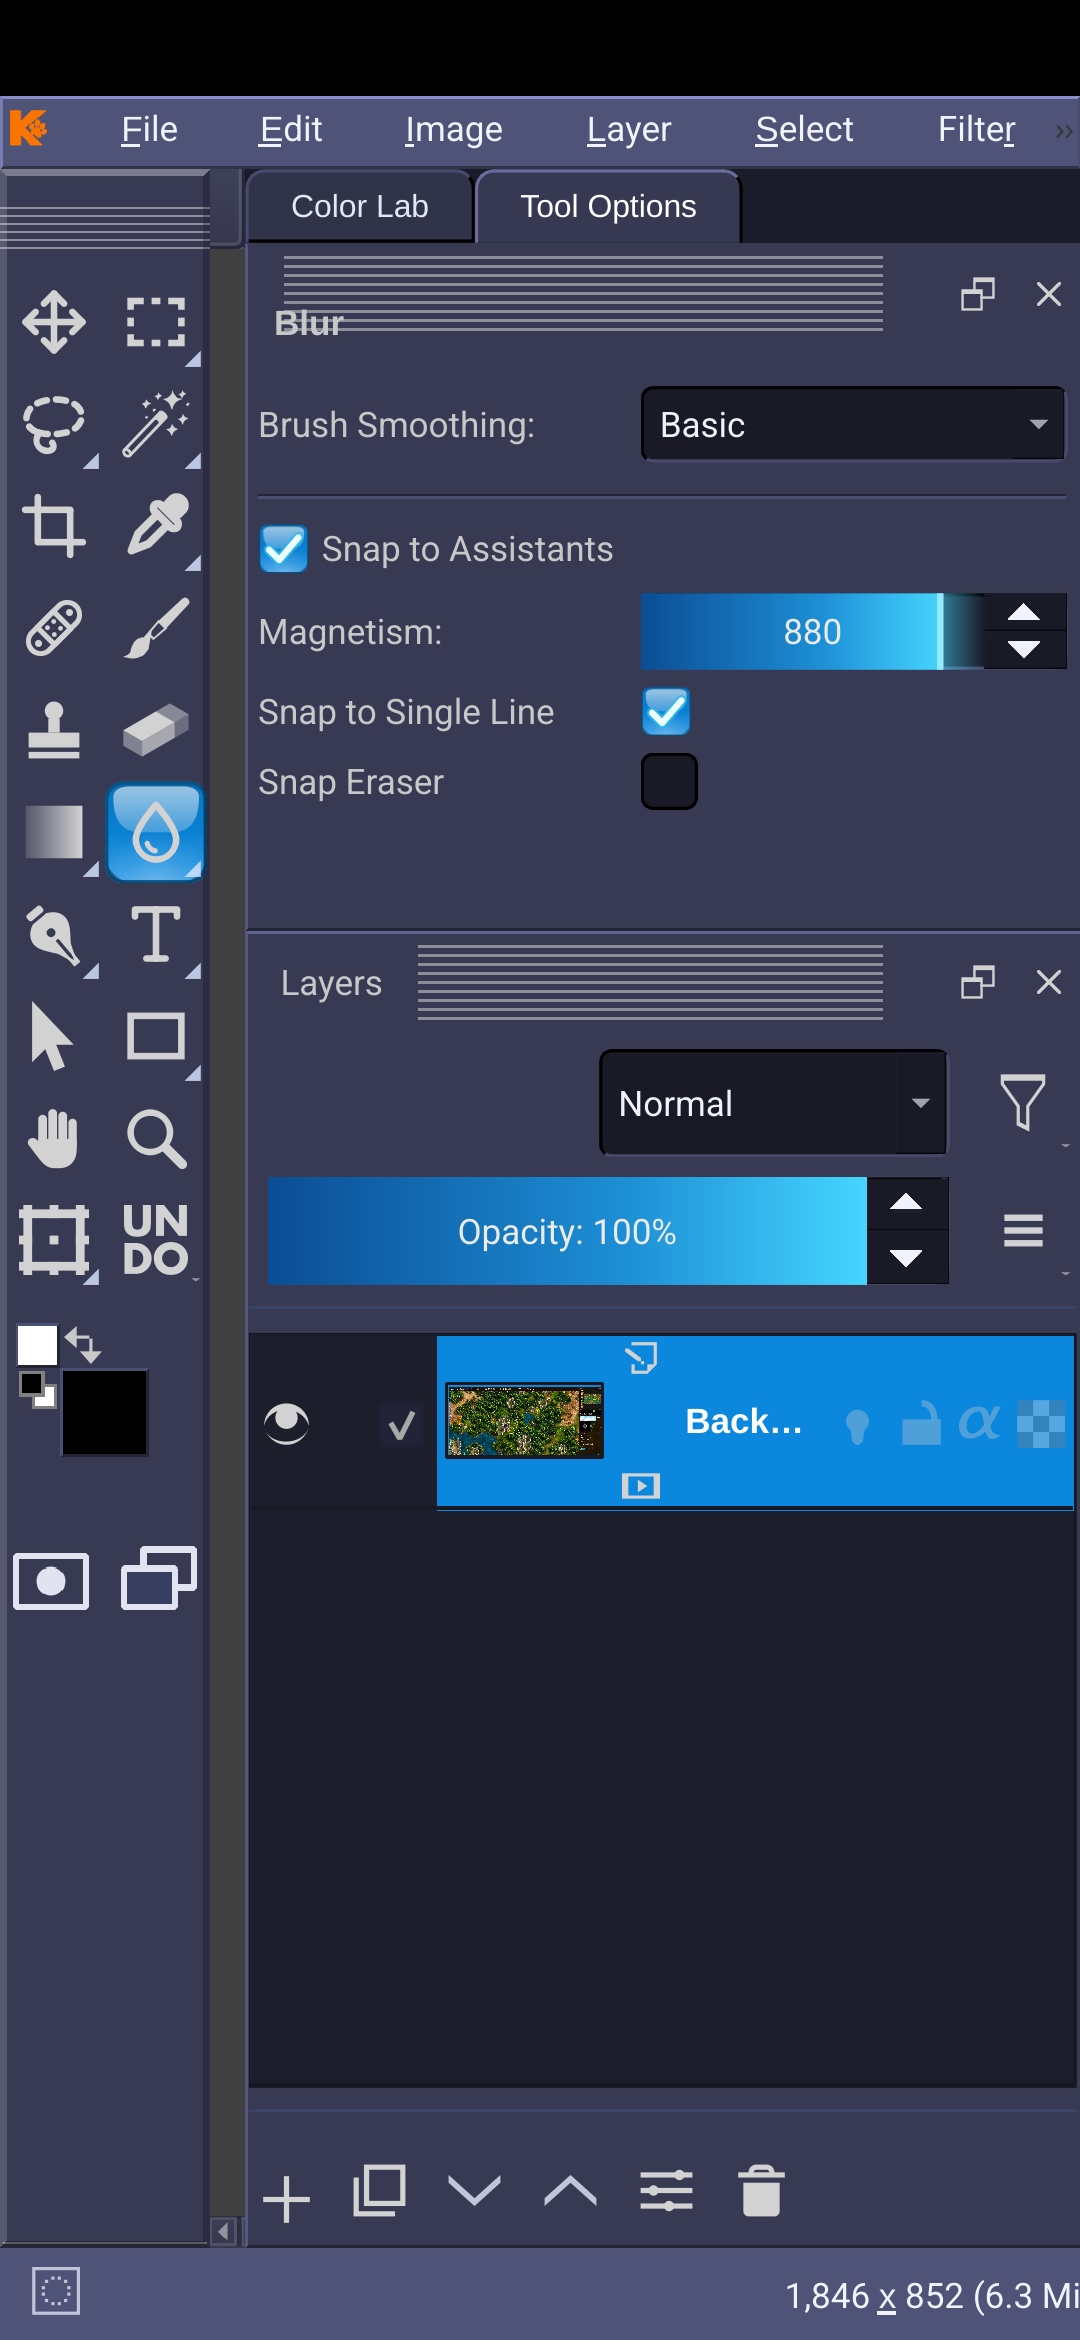 File Edit Image Layer Select Filter »
Color Lab Tool Options
Blur
Brush Smoothing: Basic
Snap to Assistants
Magnetism: 880
Snap to Single Line
Snap Eraser
T
Layers
Normal
UN
DO
Opacity: 100%
Back... α
1,846 x 852 (6.3 Mi